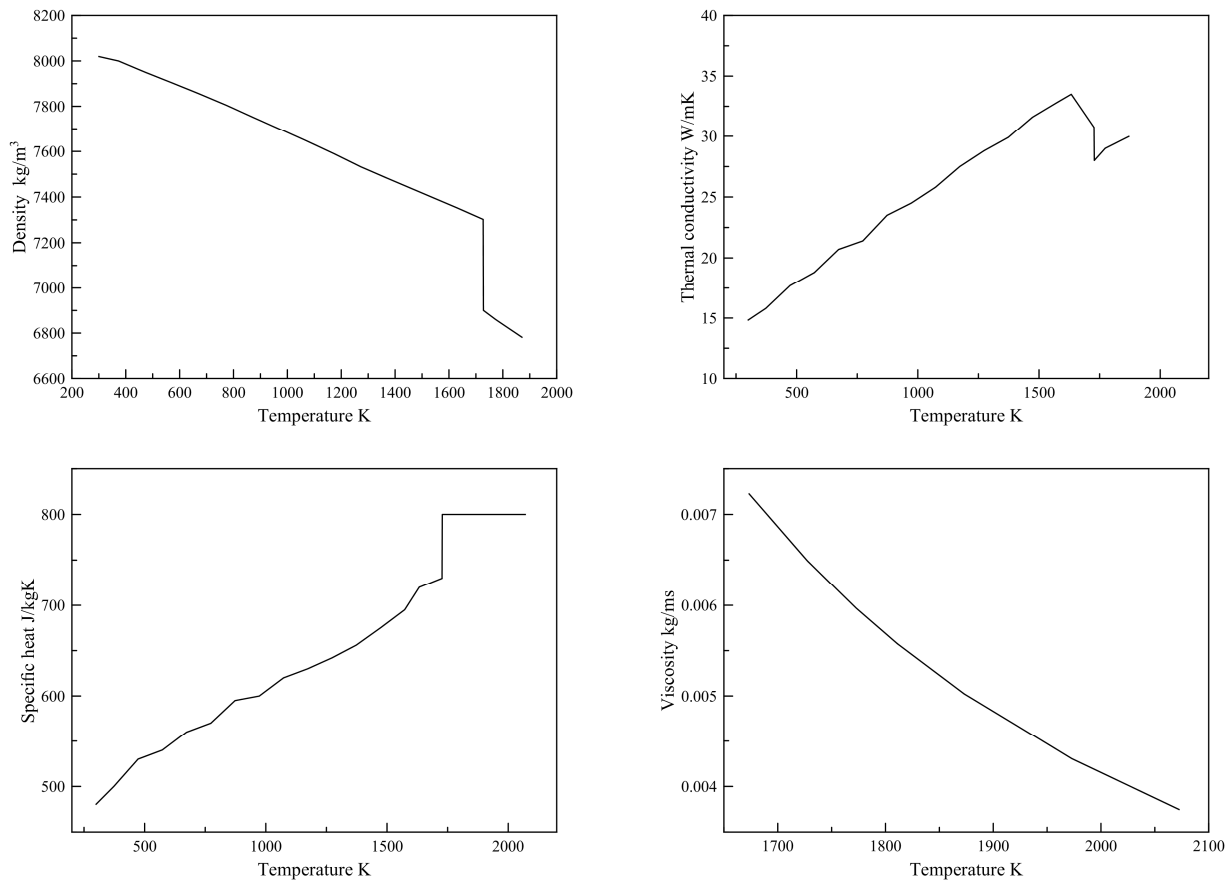 8200
8000
7800
7600
7400
7200
7000
6800
6600
Density kg/m³
200 400 600 800 1000 1200 1400 1600 1800 2000
Temperature K
40
35
30
25
20
15
10
Thernal conductivity W/mK
500 1000 1500 2000
Temperature K
800
700
600
500
Specific heat J/kgK
500 1000 1500 2000
Temperature K
0.007
0.006
0.005
0.004
Viscosity kg/ms
1700 1800 1900 2000 2100
Temperature K